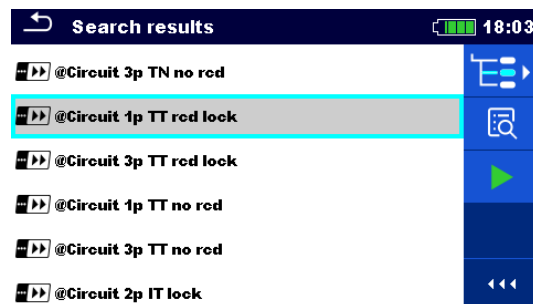 Search results
18:03
@Circuit 3p TN no rcd
@Circuit 1p TT rcd lock
@Circuit 3p TT rcd lock
@Circuit 1p TT no rcd
@Circuit 3p TT no rcd
@Circuit 2p IT lock